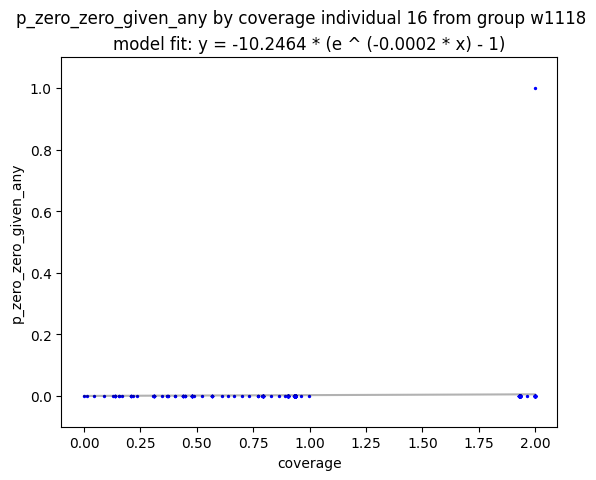 p_zero_zero_given_any by coverage individual 16 from group w1118
model fit: y = -10.2464 * (e ^ (-0.0002 * x) - 1)
1.0
0.8
0.6
0.4
0.2
0.0
p_zero_zero_given_any
0.00 0.25 0.50 0.75 1.00 1.25 1.50 1.75 2.00
coverage